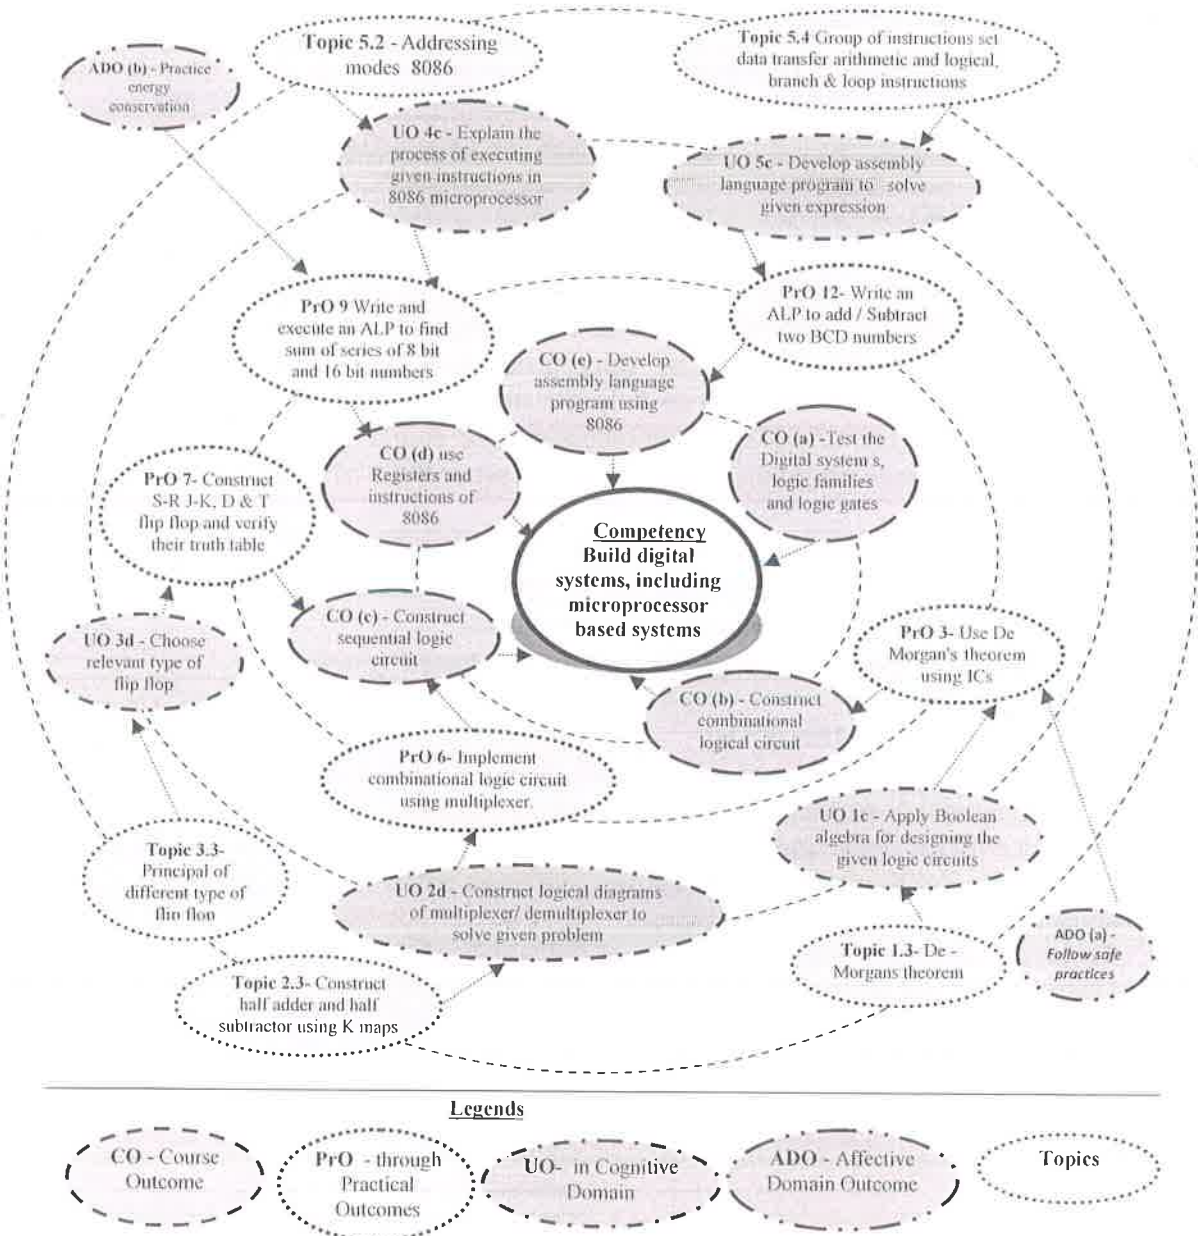 Topic 5.2 - Addressing
modes 8086
Topic 5.4 Group of instructions set
data transfer arithmetic and logical,
branch & loop instructions
ADO (b) - Practice
energy
conservation
UO 4c - Explain the
process of executing
given instructions in
8086 microprocessor
UO 5c - Develop assembly
language program to solve
given expression
PrO 9 Write and
execute an ALP to find
sum of series of 8 bit
and 16 bit numbers
PrO 12- Write an
ALP to add / Subtract
two BCD numbers
CO (e) - Develop
assembly language
program using
8086
CO (d) use
Registers and
instructions of
8086
CO (a) -Test the
Digital system s,
logic families
and logic gates
PrO 7- Construct
S-R J-K, D & T
flip flop and verify
their truth table
Competency
Build digital
systems, including
microprocessor
based systems
CO (c) - Construct
sequential logic
circuit
UO 3d - Choose
relevant type of
flip flop
PrO 3- Use De
Morgan's theorem
using ICs
CO (b) - Construct
combinational
logical circuit
PrO 6- Implement
combinational logic circuit
using multiplexer.
UO 1c - Apply Boolean
algebra for designing the
given logic circuits
Topic 3.3-
Principal of
different type of
flip flop
UO 2d - Construct logical diagrams
of multiplexer/ demultiplexer to
solve given problem
Topic 1.3- De -
Morgans theorem
ADO (a) -
Follow safe
practices
Topic 2.3- Construct
half adder and half
subtractor using K maps
Legends
CO - Course
Outcome
PrO - through
Practical
Outcomes
UO- in Cognitive
Domain
ADO - Affective
Domain Outcome
Topics